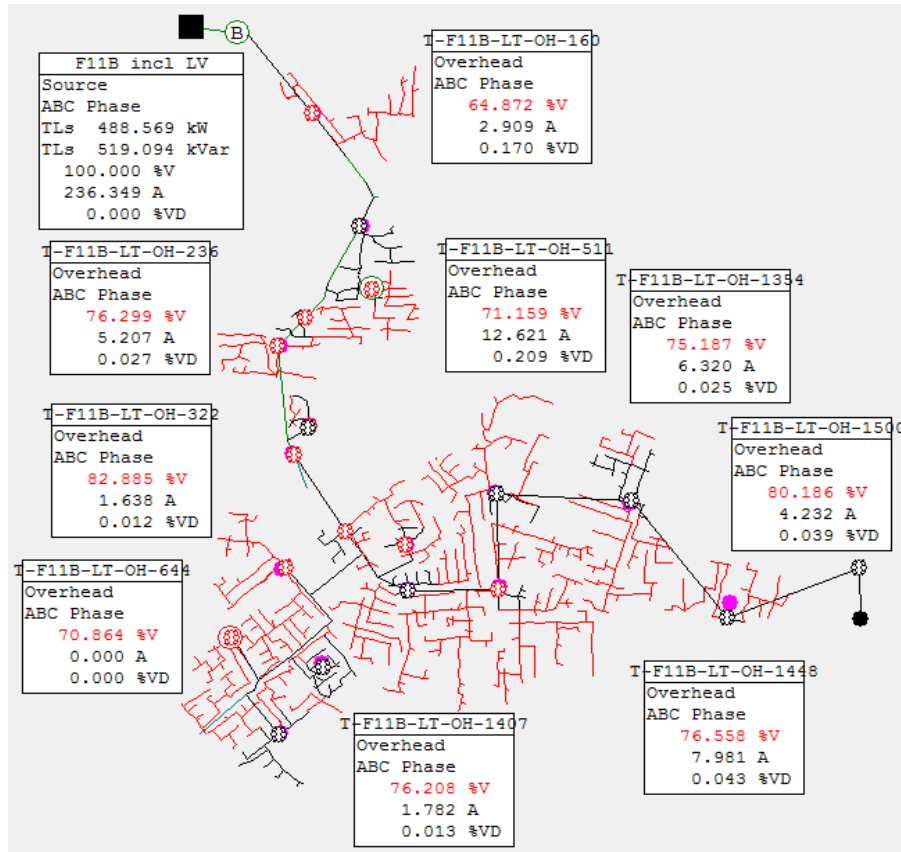 B
F11B incl LV
Source
ABC Phase
TLs 488.569 kW
TLs 519.094 kVar
100.000 %V
236.349 A
0.000 %VD
T-F11B-LT-OH-160
Overhead
ABC Phase
64.872 %V
2.909 A
0.170 %VD
T-F11B-LT-OH-236
Overhead
ABC Phase
76.299 %V
5.207 A
0.027 %VD
T-F11B-LT-OH-511
Overhead
ABC Phase
71.159 %V
12.621 A
0.209 %VD
T-F11B-LT-OH-1354
Overhead
ABC Phase
75.187 %V
6.320 A
0.025 %VD
T-F11B-LT-OH-322
Overhead
ABC Phase
82.885 %V
1.638 A
0.012 %VD
T-F11B-LT-OH-1500
Overhead
ABC Phase
80.186 %V
4.232 A
0.039 %VD
T-F11B-LT-OH-644
Overhead
ABC Phase
70.864 %V
0.000 A
0.000 %VD
T-F11B-LT-OH-1407
Overhead
ABC Phase
76.208 %V
1.782 A
0.013 %VD
T-F11B-LT-OH-1448
Overhead
ABC Phase
76.558 %V
7.981 A
0.043 %VD